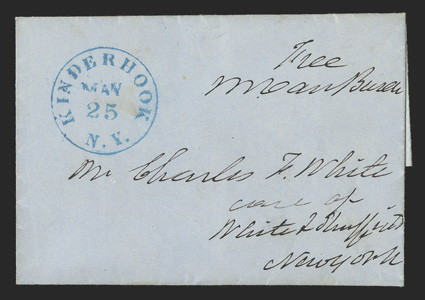 KINDERHOOK
MAY
25
N.Y.
Free
M Van Buren
Mr Charles F. White
care of
White & Sheffield
New York